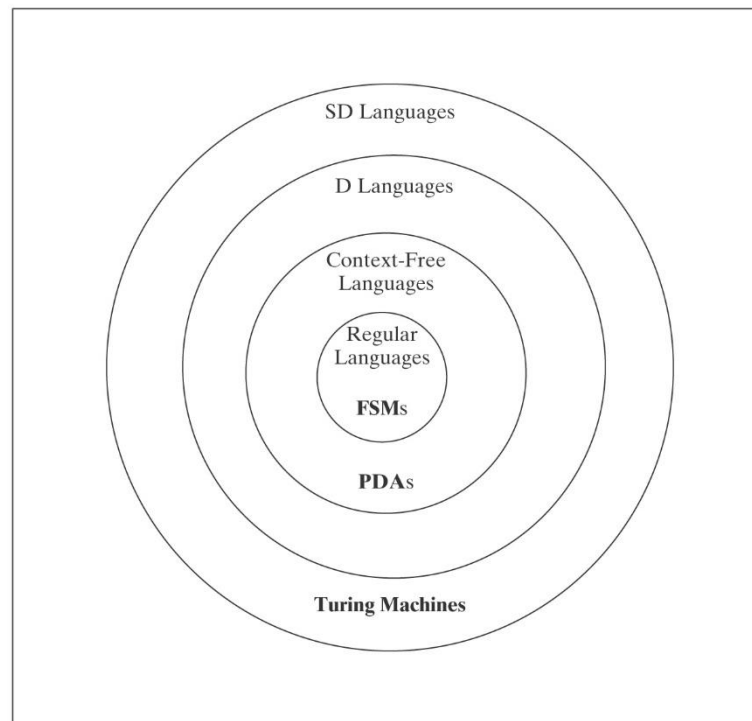 SD Languages
D Languages
Context-Free
Languages
Regular
Languages
FSMs
PDAs
Turing Machines